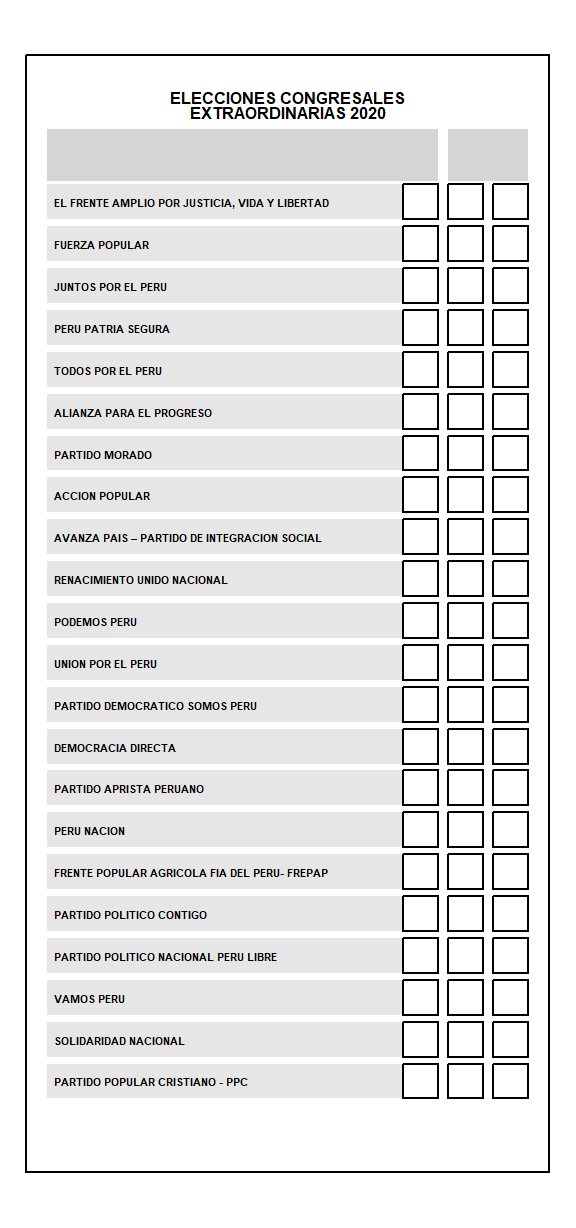 ELECCIONES CONGRESALES
EXTRAORDINARIAS 2020
EL FRENTE AMPLIO POR JUSTICIA, VIDA Y LIBERTAD
FUERZA POPULAR
JUNTOS POR EL PERU
PERU PATRIA SEGURA
TODOS POR EL PERU
ALIANZA PARA EL PROGRESO
PARTIDO MORADO
ACCION POPULAR
AVANZA PAIS – PARTIDO DE INTEGRACION SOCIAL
RENACIMIENTO UNIDO NACIONAL
PODEMOS PERU
UNION POR EL PERU
PARTIDO DEMOCRATICO SOMOS PERU
DEMOCRACIA DIRECTA
PARTIDO APRISTA PERUANO
PERU NACION
FRENTE POPULAR AGRICOLA FIA DEL PERU- FREPAP
PARTIDO POLITICO CONTIGO
PARTIDO POLITICO NACIONAL PERU LIBRE
VAMOS PERU
SOLIDARIDAD NACIONAL
PARTIDO POPULAR CRISTIANO - PPC